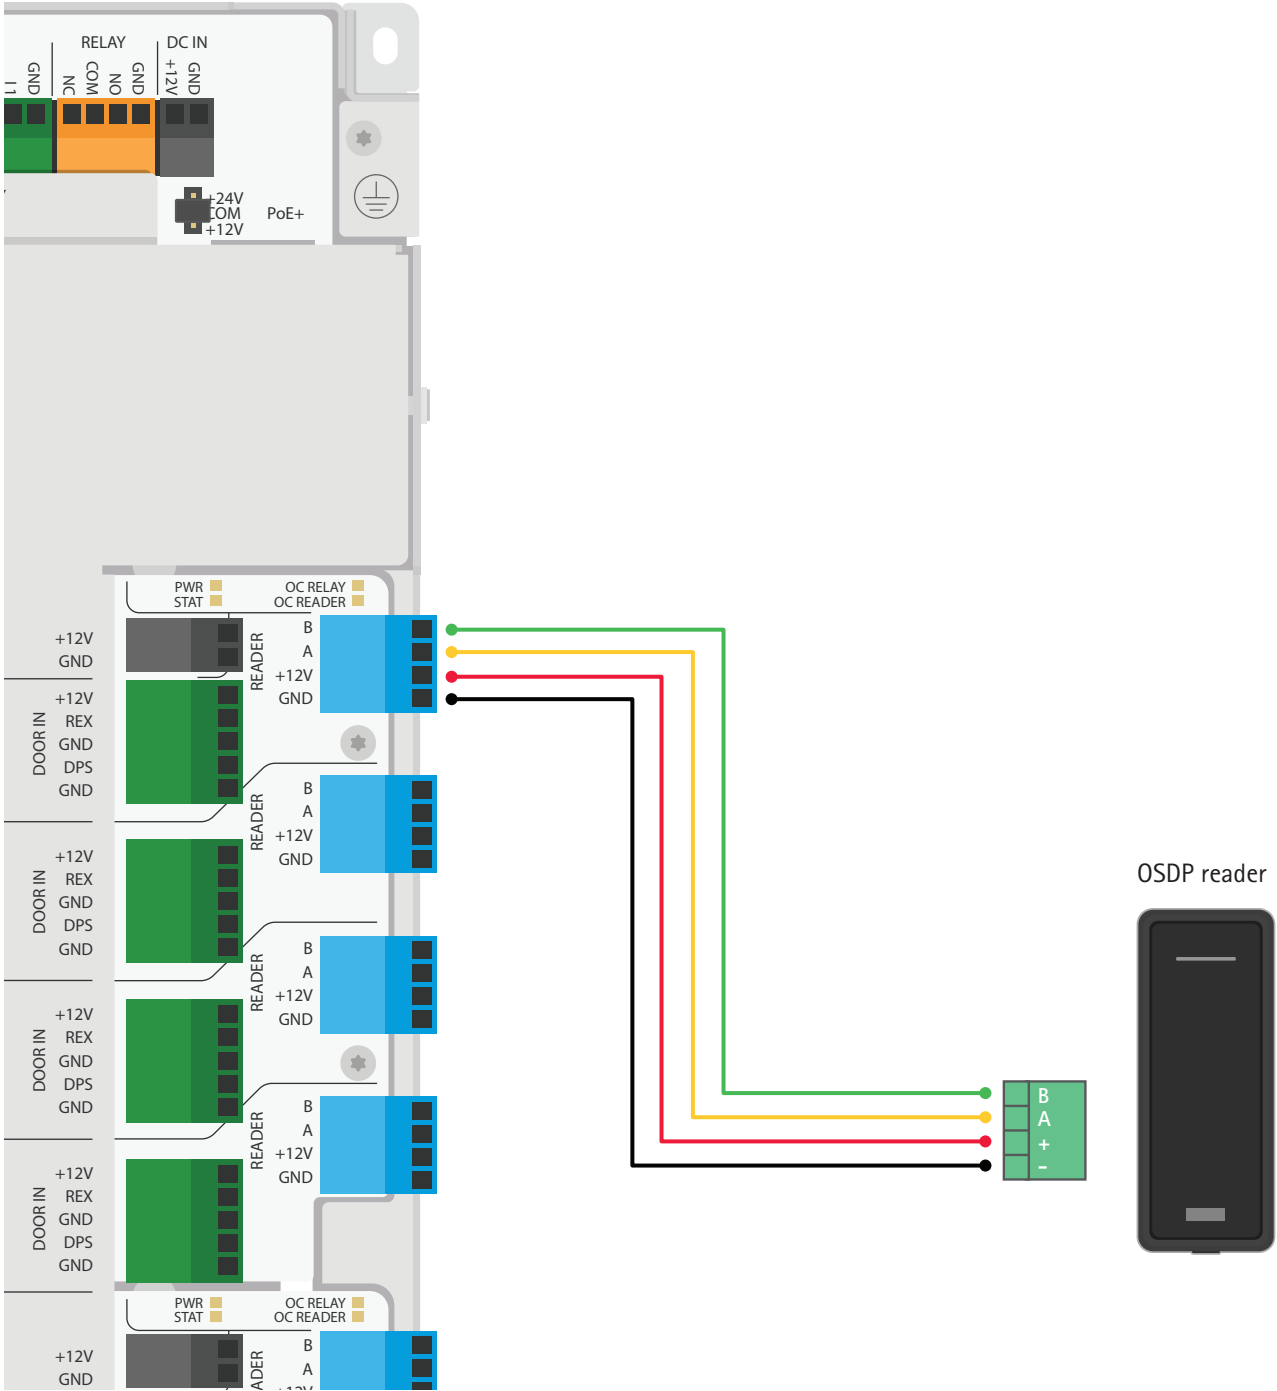 RELAY
DC IN
I1
GND
NC
COM
NO
GND
+12V
GND
+24V
COM
+12V
PoE+
PWR
STAT
OC RELAY
OC READER
+12V
GND
READER
B
A
+12V
GND
DOOR IN
+12V
REX
GND
DPS
GND
READER
B
A
+12V
GND
DOOR IN
+12V
REX
GND
DPS
GND
READER
B
A
+12V
GND
DOOR IN
+12V
REX
GND
DPS
GND
READER
B
A
+12V
GND
DOOR IN
+12V
REX
GND
DPS
GND
OSDP reader
B
A
+
-
PWR
STAT
OC RELAY
OC READER
+12V
GND
B
A